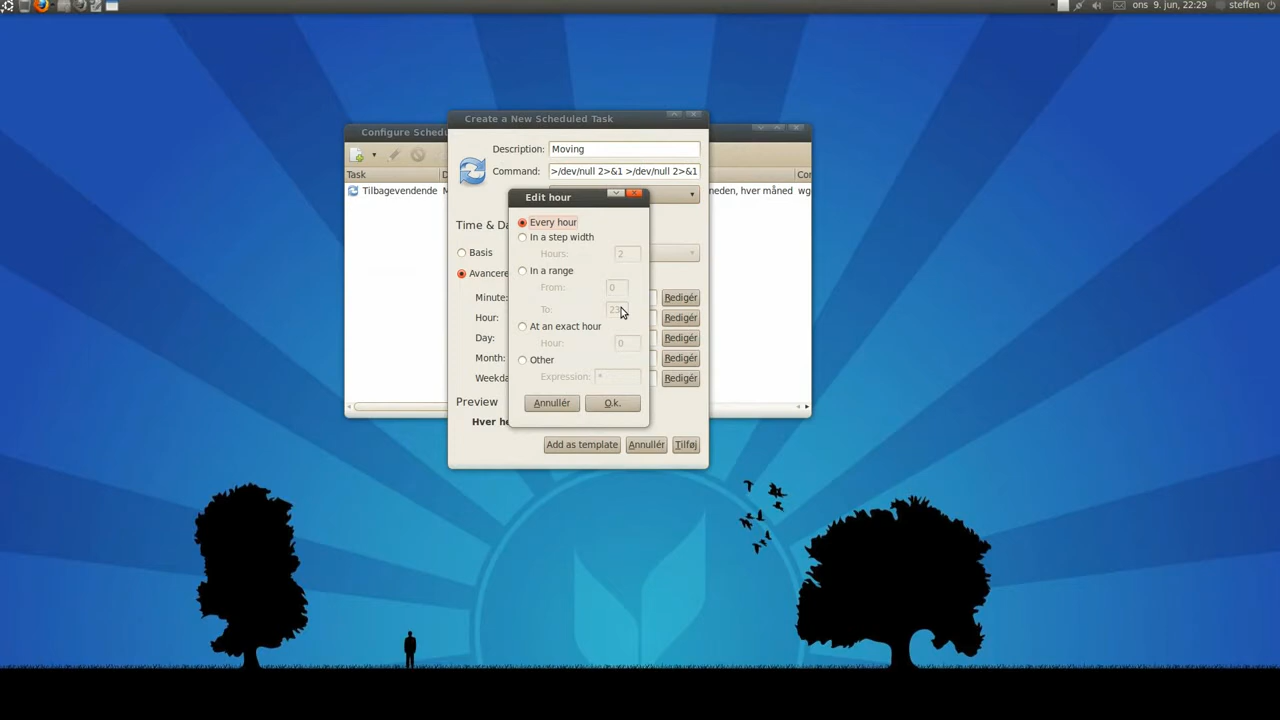 ons 9. jun, 22:29 steffen
Create a New Scheduled Task
Configure Schedu
Description: Moving
Command: >/dev/null 2>&1 >/dev/null 2>&1
Task
Tilbagevendende
neden, hver måned
Edit hour
Every hour
In a step width
Hours: 2
In a range
From: 0
To: 23
At an exact hour
Hour: 0
Other
Expression: *
Annullér O.k.
Time & Da
Basis
Avancere
Minute: Redigér
Hour: Redigér
Day: Redigér
Month: Redigér
Weekda Redigér
Preview
Hver he
Add as template Annullér Tilføj